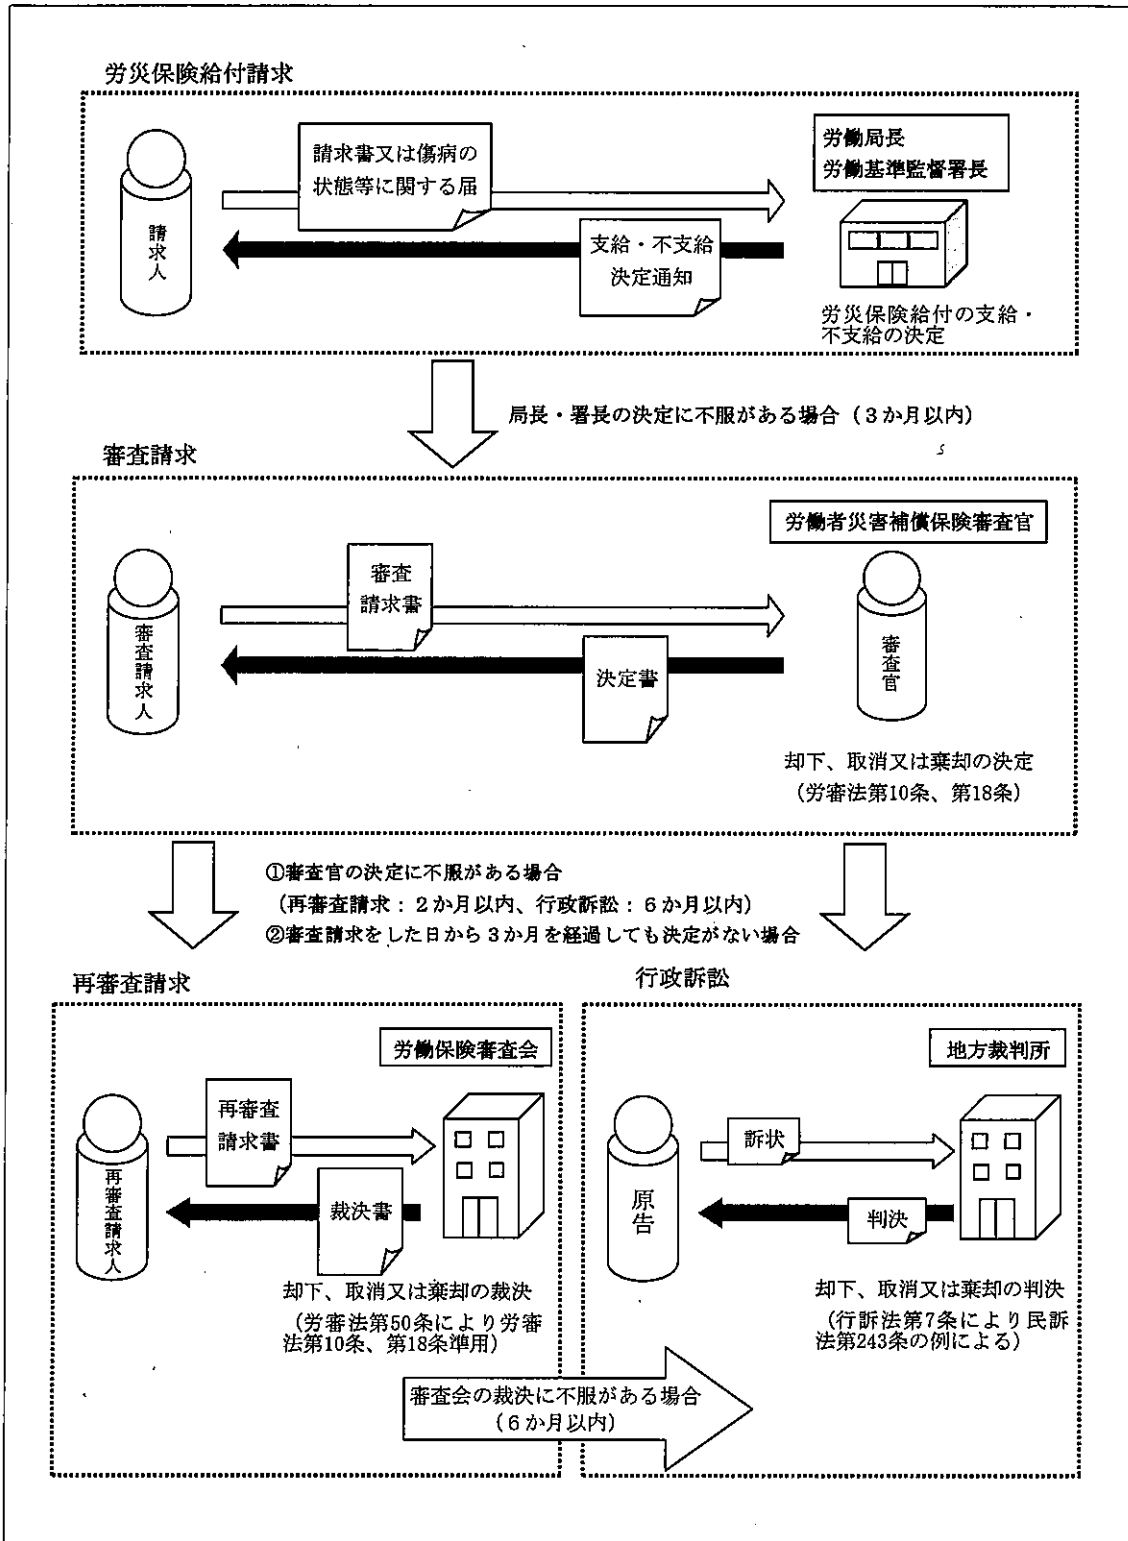 労災保険給付請求
請求書又は傷病の
状態等に関する届
労働局長
労働基準監督署長
請求人
支給・不支給
決定通知
労災保険給付の支給・
不支給の決定
局長・署長の決定に不服がある場合(3か月以内)
審査請求
労働者災害補償保険審査官
審査
請求書
審査請求人
決定書
審査官
却下、取消又は棄却の決定
(労審法第10条、第18条)
①審査官の決定に不服がある場合
(再審査請求:2か月以内、行政訴訟:6か月以内)
②審査請求をした日から3か月を経過しても決定がない場合
再審査請求
労働保険審査会
再審査
請求書
再審査請求人
裁決書
却下、取消又は棄却の裁決
(労審法第50条により労審
法第10条、第18条準用)
行政訴訟
地方裁判所
訴状
原告
判決
却下、取消又は棄却の判決
(行訴法第7条により民訴
法第243条の例による)
審査会の裁決に不服がある場合
(6か月以内)